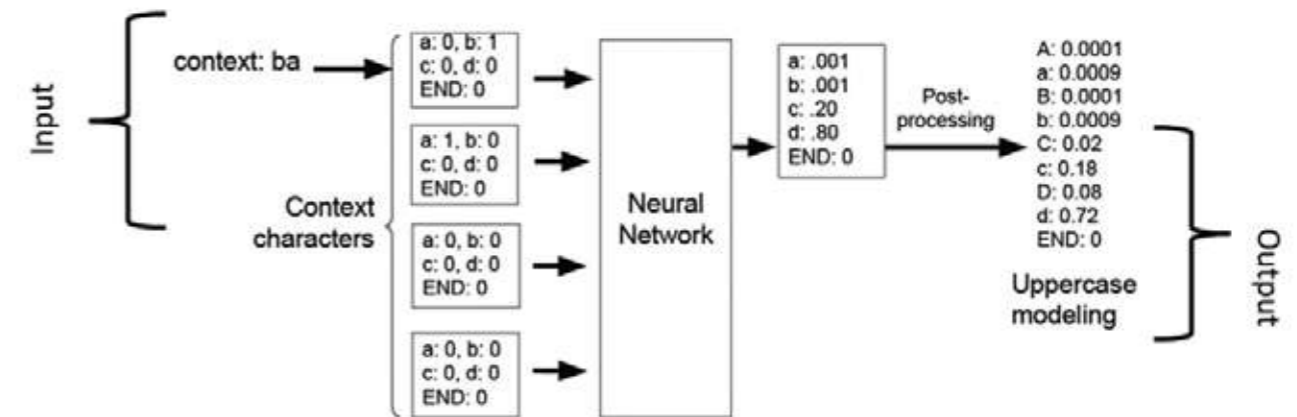 Input
context: ba
Context
characters
a: 0, b: 1
c: 0, d: 0
END: 0
a: 1, b: 0
c: 0, d: 0
END: 0
a: 0, b: 0
c: 0, d: 0
END: 0
a: 0, b: 0
c: 0, d: 0
END: 0
Neural
Network
a: .001
b: .001
c: .20
d: .80
END: 0
Post-
processing
A: 0.0001
a: 0.0009
B: 0.0001
b: 0.0009
C: 0.02
c: 0.18
D: 0.08
d: 0.72
END: 0
Uppercase
modeling
Output